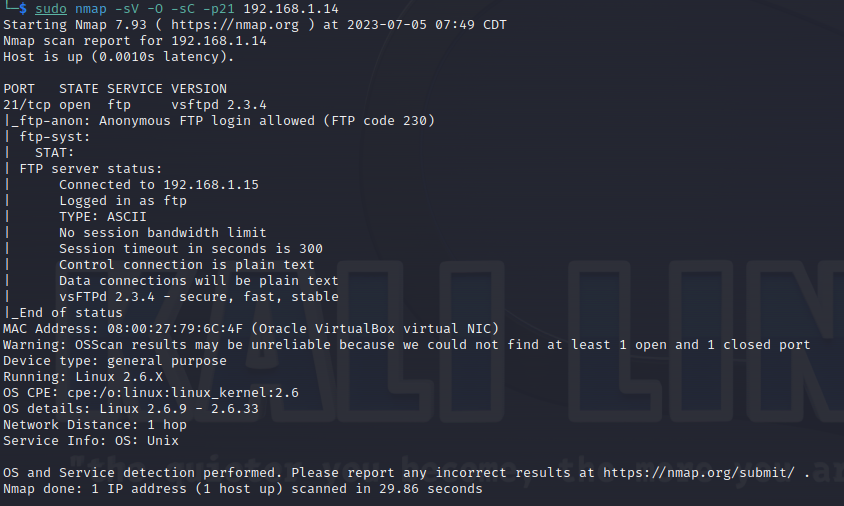 └─$ sudo nmap -sV -O -sC -p21 192.168.1.14
Starting Nmap 7.93 ( https://nmap.org ) at 2023-07-05 07:49 CDT
Nmap scan report for 192.168.1.14
Host is up (0.0010s latency).

PORT   STATE SERVICE VERSION
21/tcp open  ftp     vsftpd 2.3.4
|_ftp-anon: Anonymous FTP login allowed (FTP code 230)
| ftp-syst:
|   STAT:
| FTP server status:
|      Connected to 192.168.1.15
|      Logged in as ftp
|      TYPE: ASCII
|      No session bandwidth limit
|      Session timeout in seconds is 300
|      Control connection is plain text
|      Data connections will be plain text
|      vsFTPd 2.3.4 - secure, fast, stable
|_End of status
MAC Address: 08:00:27:79:6C:4F (Oracle VirtualBox virtual NIC)
Warning: OSScan results may be unreliable because we could not find at least 1 open and 1 closed port
Device type: general purpose
Running: Linux 2.6.X
OS CPE: cpe:/o:linux:linux_kernel:2.6
OS details: Linux 2.6.9 - 2.6.33
Network Distance: 1 hop
Service Info: OS: Unix

OS and Service detection performed. Please report any incorrect results at https://nmap.org/submit/ .
Nmap done: 1 IP address (1 host up) scanned in 29.86 seconds
KALI LIN